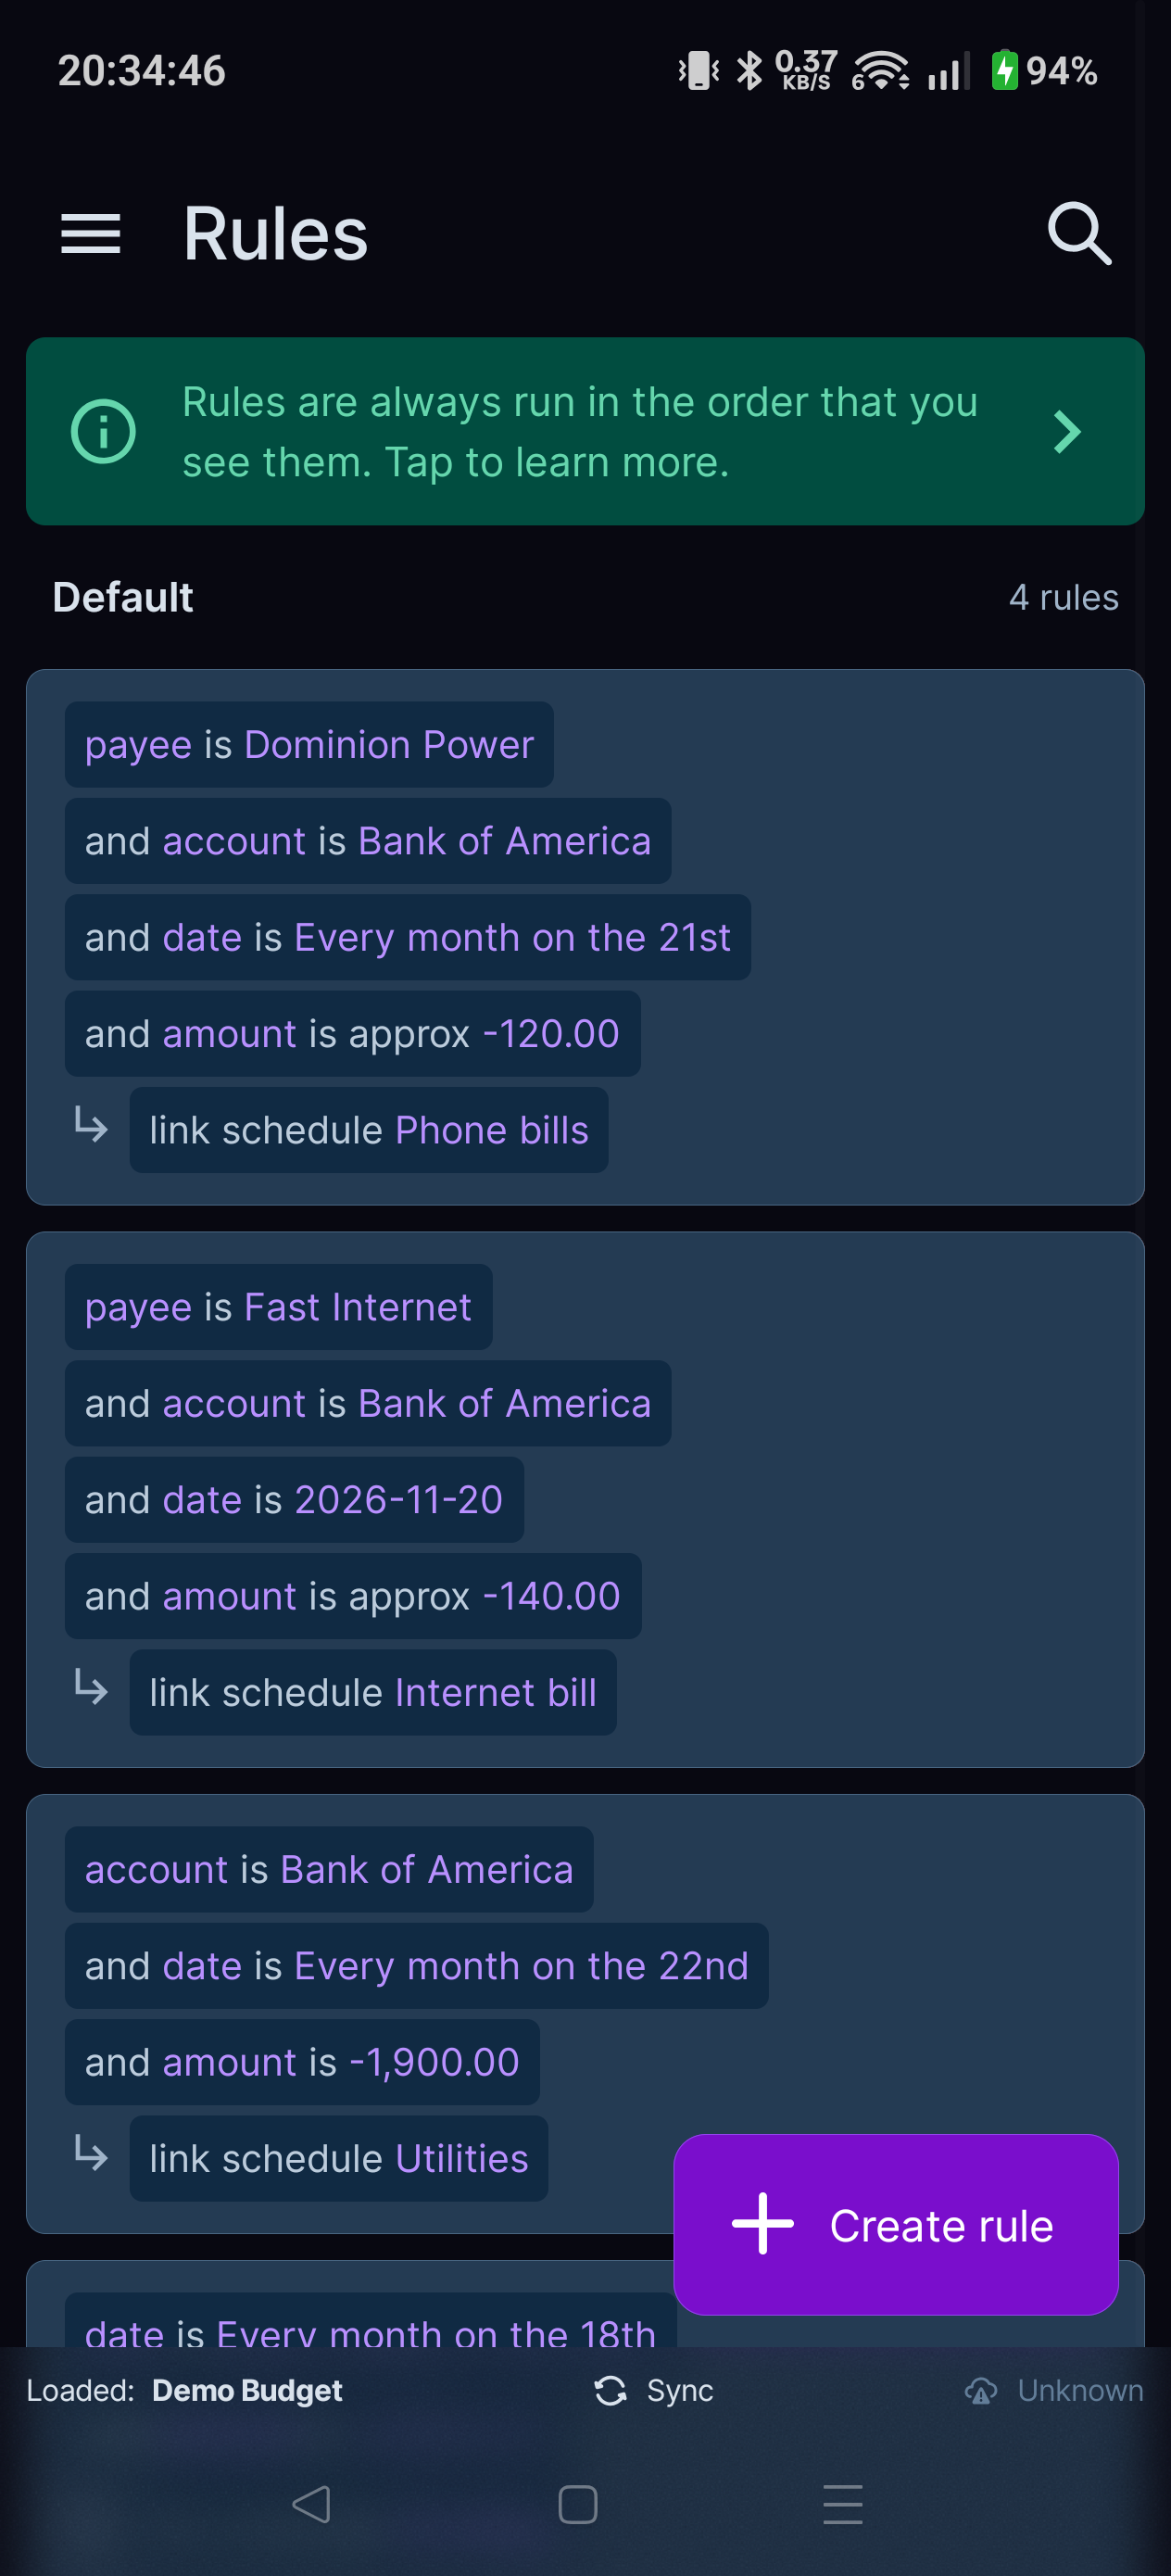 20:34:46
0.37
KB/S
6
94%
Rules
Rules are always run in the order that you
see them. Tap to learn more.
Default
4 rules
payee is Dominion Power
and account is Bank of America
and date is Every month on the 21st
and amount is approx -120.00
link schedule Phone bills
payee is Fast Internet
and account is Bank of America
and date is 2026-11-20
and amount is approx -140.00
link schedule Internet bill
account is Bank of America
and date is Every month on the 22nd
and amount is -1,900.00
link schedule Utilities
Create rule
date is Every month on the 18th
Loaded: Demo Budget
Sync
Unknown